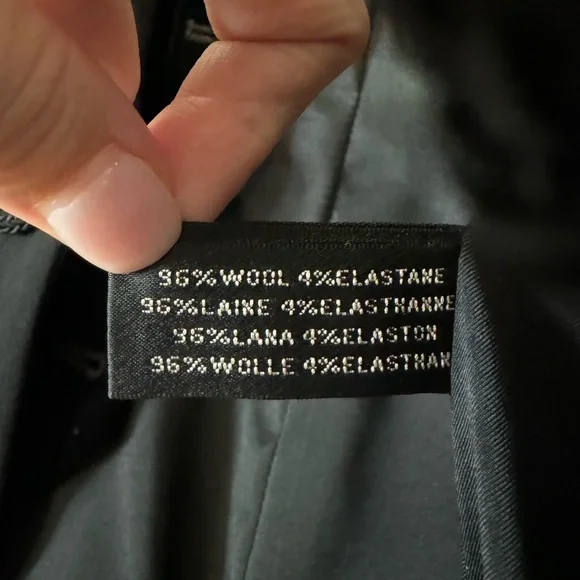 96%WOOL 4%ELASTANE
96%LAINE 4%ELASTHANNE
96%LANA 4%ELASTON
96%WOLLE 4%ELASTHAN